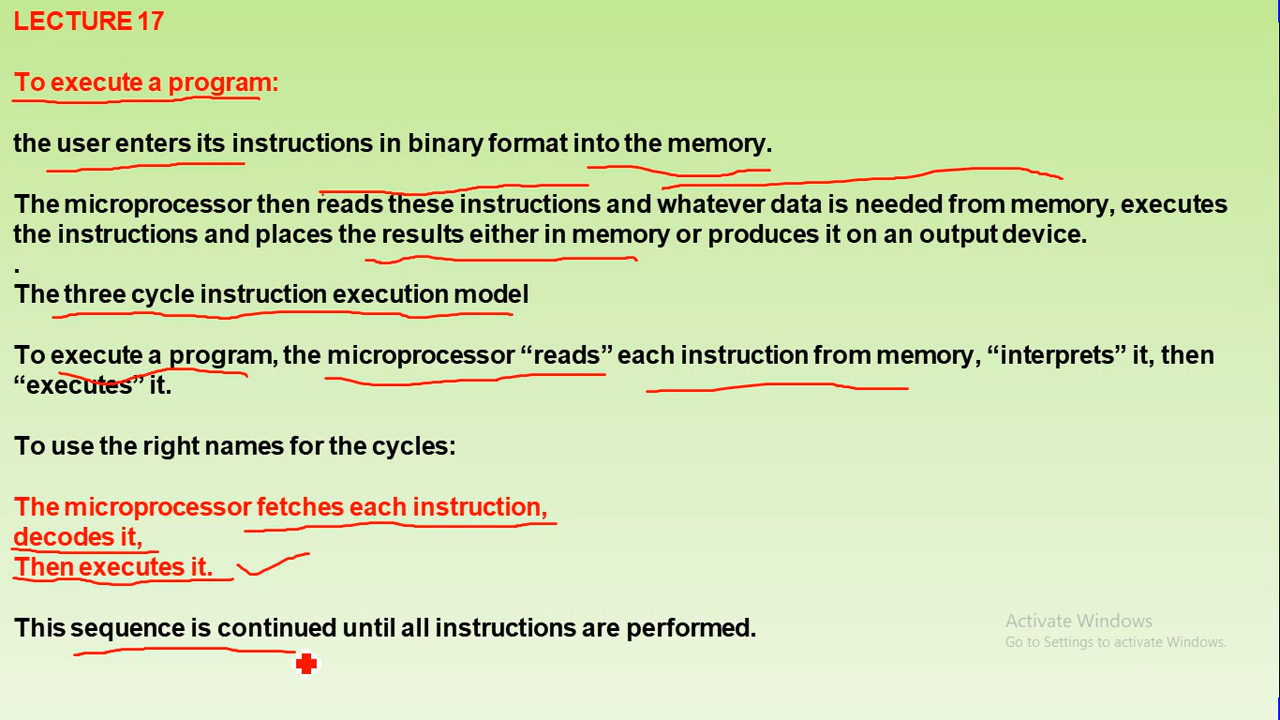 LECTURE 17
To execute a program:
the user enters its instructions in binary format into the memory.
The microprocessor then reads these instructions and whatever data is needed from memory, executes
the instructions and places the results either in memory or produces it on an output device.
.
The three cycle instruction execution model
To execute a program, the microprocessor “reads” each instruction from memory, “interprets” it, then
“executes” it.
To use the right names for the cycles:
The microprocessor fetches each instruction,
decodes it,
Then executes it.
This sequence is continued until all instructions are performed.
Activate Windows
Go to Settings to activate Windows.